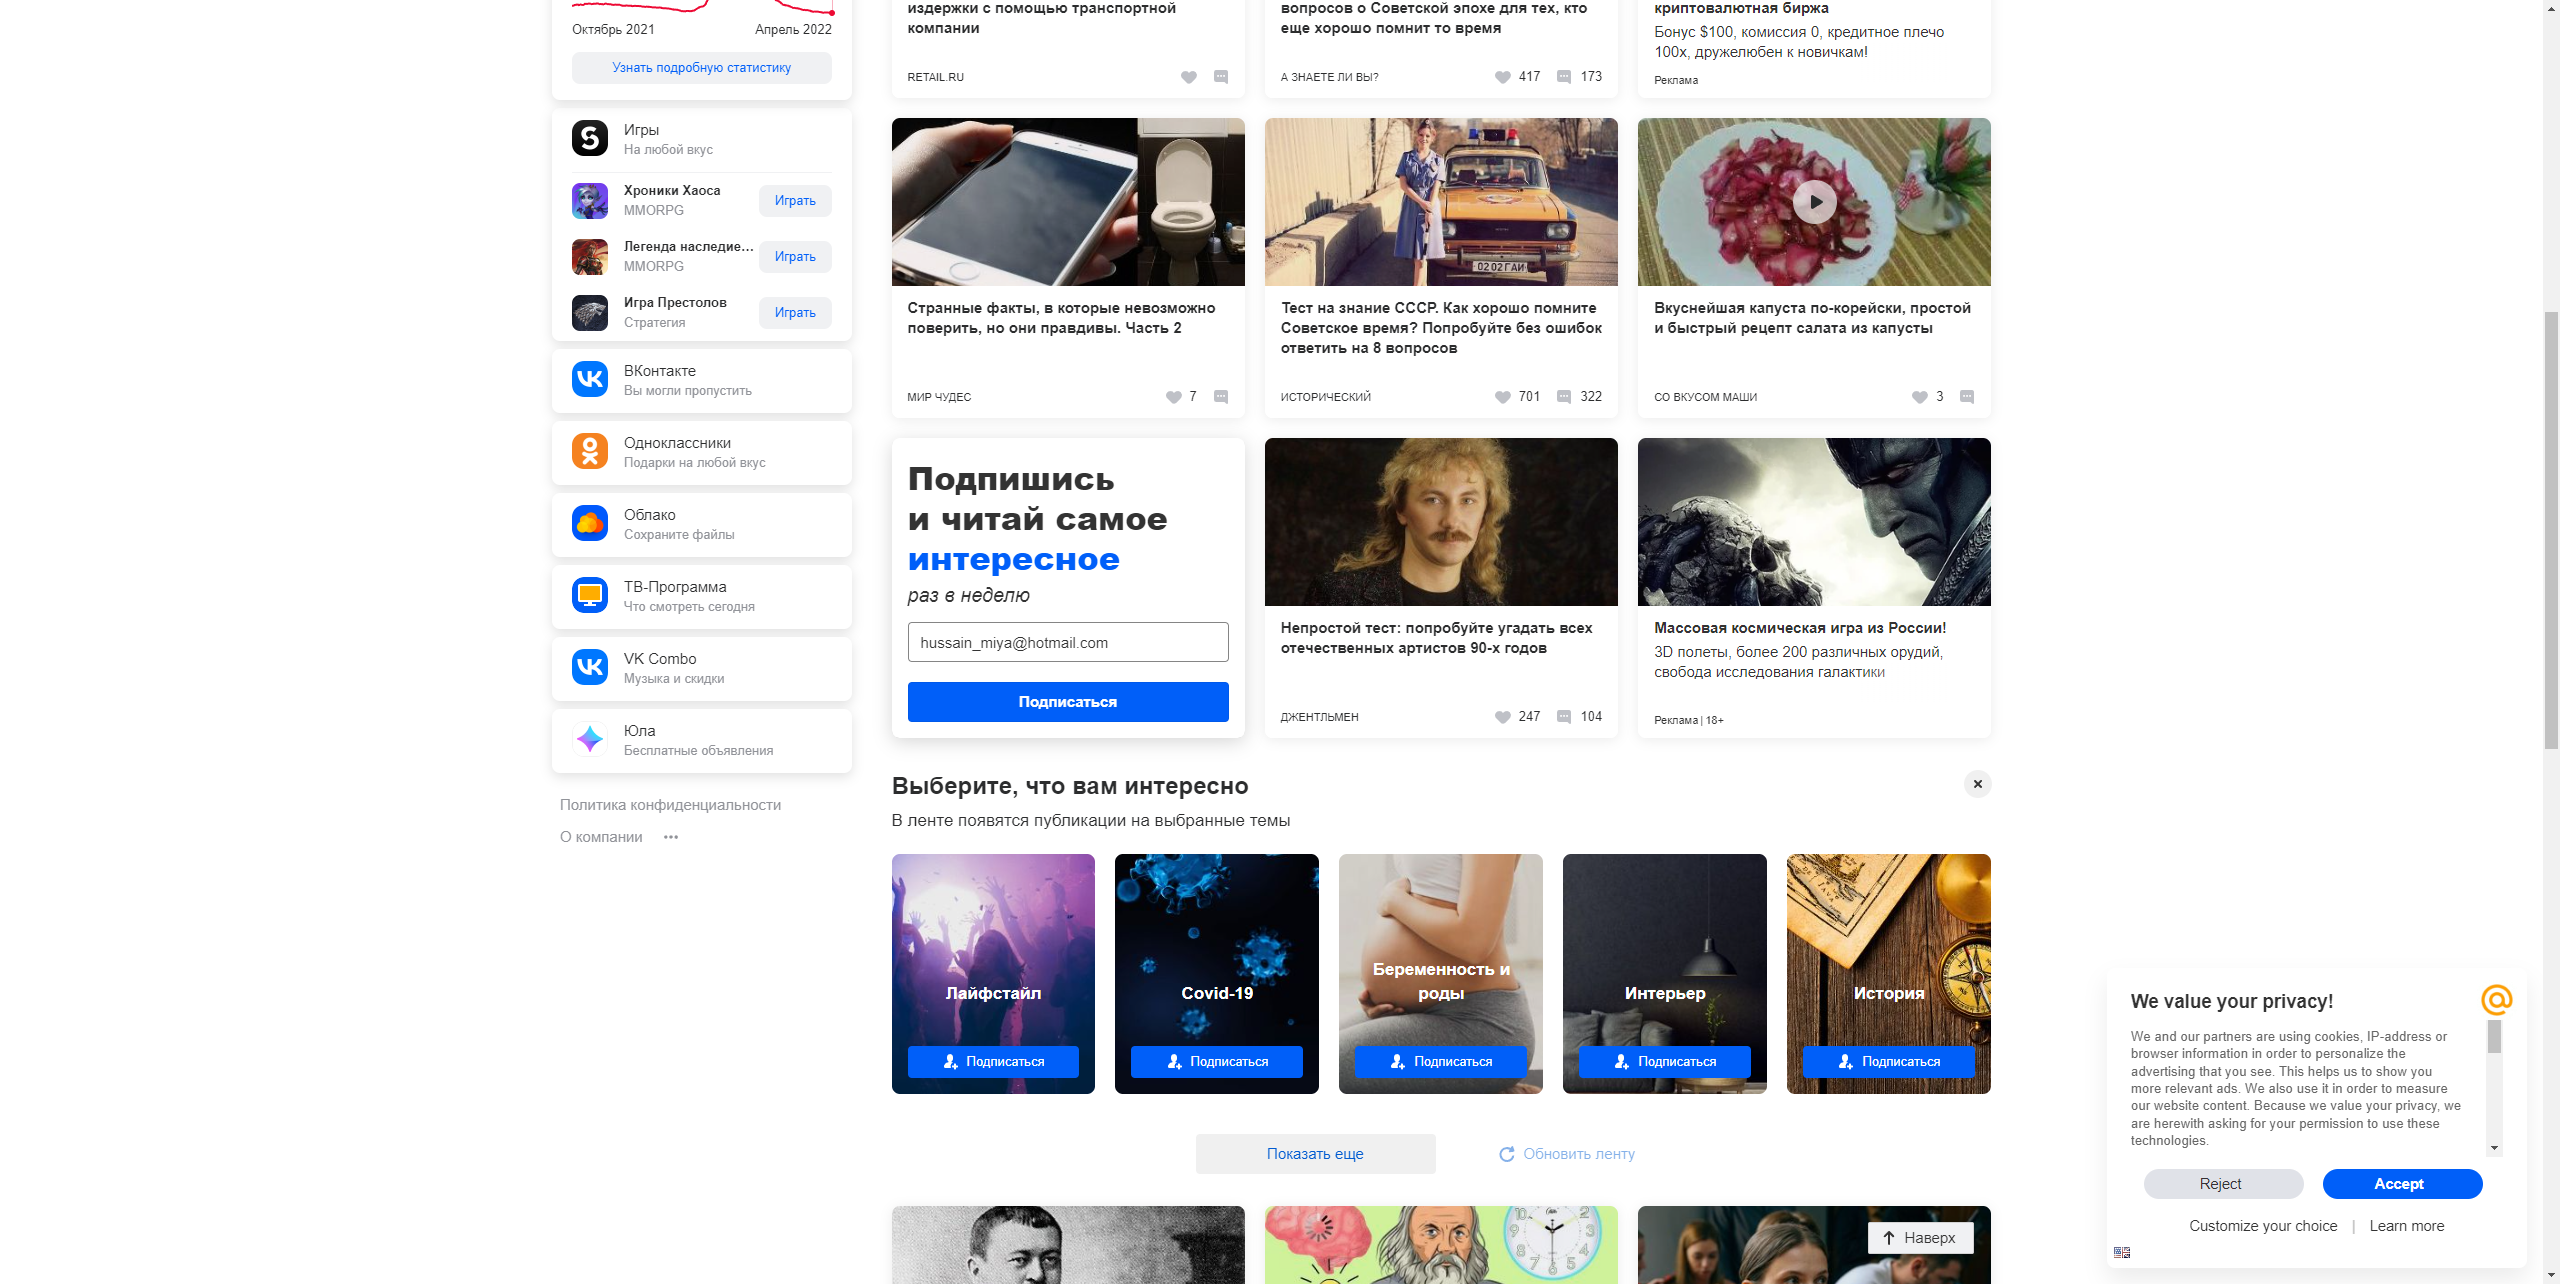 Октябрь 2021
Апрель 2022
Узнать подробную статистику
Игры
На любой вкус
Хроники Хаоса
MMORPG
Играть
Легенда наследие...
MMORPG
Играть
Игра Престолов
Стратегия
Играть
ВКонтакте
Вы могли пропустить
Одноклассники
Подарки на любой вкус
Облако
Сохраните файлы
ТВ-Программа
Что смотреть сегодня
VK Combo
Музыка и скидки
Юла
Бесплатные объявления
Политика конфиденциальности
О компании
издержки с помощью транспортной
компании
RETAIL.RU
вопросов о Советской эпохе для тех, кто
еще хорошо помнит то время
А ЗНАЕТЕ ЛИ ВЫ?
417
173
криптовалютная биржа
Бонус $100, комиссия 0, кредитное плечо
100x, дружелюбен к новичкам!
Реклама
Странные факты, в которые невозможно
поверить, но они правдивы. Часть 2
МИР ЧУДЕС
7
02 02 ГАИ
Тест на знание СССР. Как хорошо помните
Советское время? Попробуйте без ошибок
ответить на 8 вопросов
ИСТОРИЧЕСКИЙ
701
322
Вкуснейшая капуста по-корейски, простой
и быстрый рецепт салата из капусты
СО ВКУСОМ МАШИ
3
Подпишись
и читай самое
интересное
раз в неделю
hussain_miya@hotmail.com
Подписаться
Непростой тест: попробуйте угадать всех
отечественных артистов 90-х годов
ДЖЕНТЛЬМЕН
247
104
Массовая космическая игра из России!
3D полеты, более 200 различных орудий,
свобода исследования галактики
Реклама | 18+
Выберите, что вам интересно
В ленте появятся публикации на выбранные темы
Лайфстайл
Подписаться
Covid-19
Подписаться
Беременность и
роды
Подписаться
Интерьер
Подписаться
История
Подписаться
Показать еще
Обновить ленту
Наверх
We value your privacy!
We and our partners are using cookies, IP-address or
browser information in order to personalize the
advertising that you see. This helps us to show you
more relevant ads. We also use it in order to measure
our website content. Because we value your privacy, we
are herewith asking for your permission to use these
technologies.
Reject
Accept
Customize your choice | Learn more